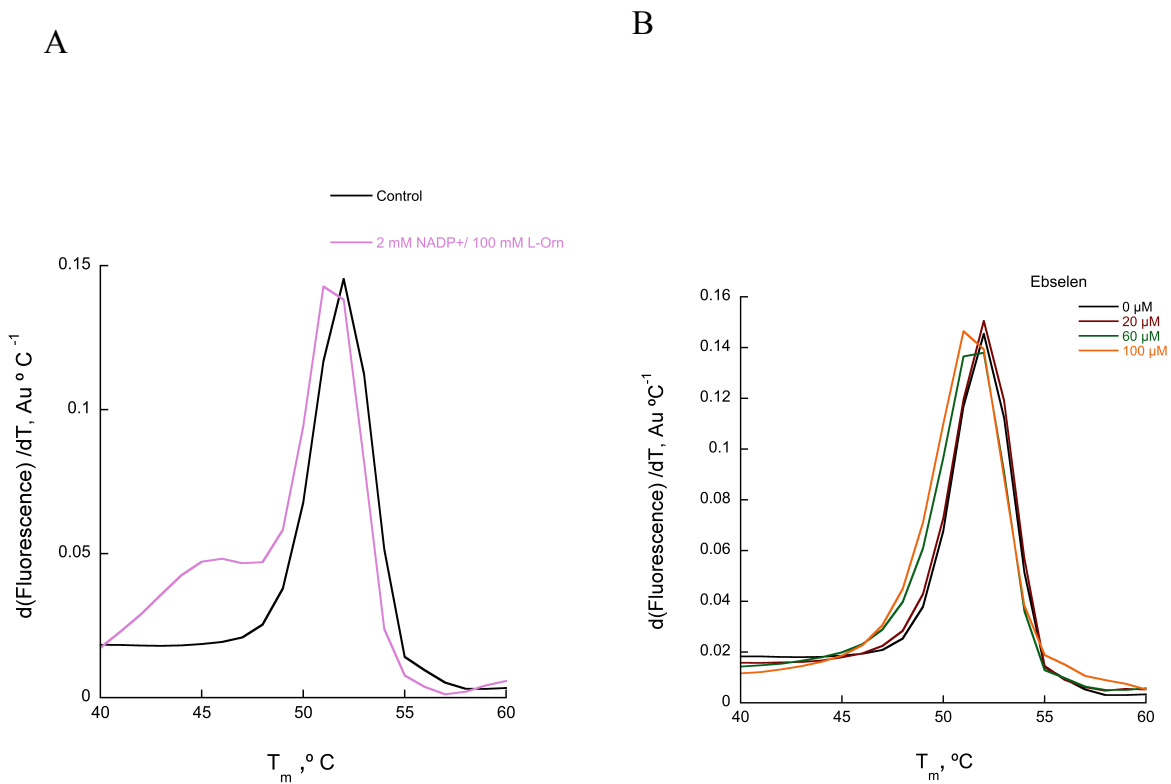 A
Control
2 mM NADP+/ 100 mM L-Orn
0.15
0.1
0.05
0
40 45 50 55 60
d(Fluorescence) /dT, Au º C-1
Tm ,º C
B
Ebselen
0 µM
20 µM
60 µM
100 µM
0.16
0.14
0.12
0.1
0.08
0.06
0.04
0.02
0
40 45 50 55 60
d(Fluorescence) /dT, Au ºC-1
Tm, ºC